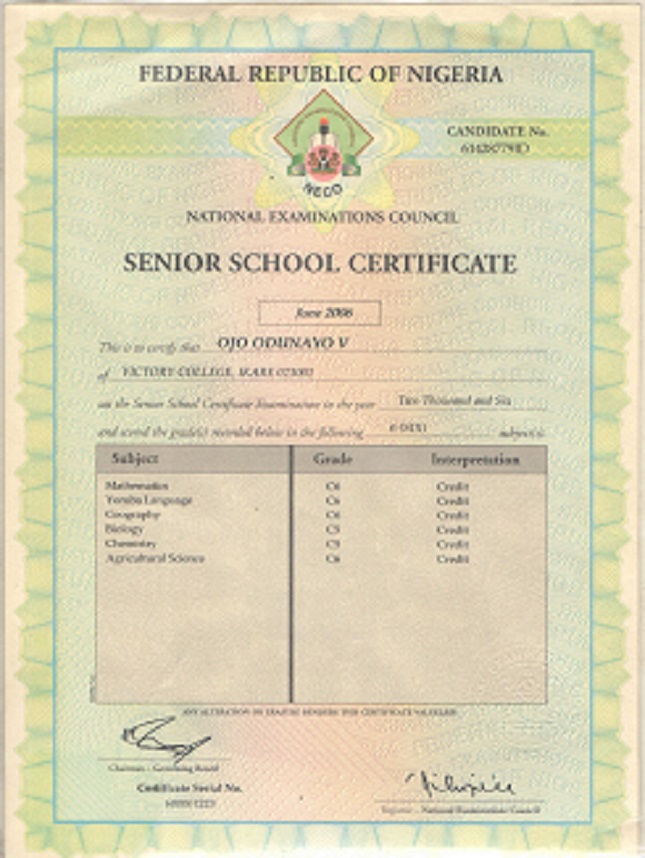 FEDERAL REPUBLIC OF NIGERIA
CANDIDATE No.
NECO
NATIONAL EXAMINATIONS COUNCIL
SENIOR SCHOOL CERTIFICATE
June 2006
This is to certify that OJO ODUNAYO V
of VICTORY COLLEGE, IKARE
sat the Senior School Certificate Examination in the year Two Thousand and Six
and scored the grade(s) recorded below in the following subject(s)
Subject Grade Interpretation
Mathematics C6 Credit
Yoruba Language C6 Credit
Geography C6 Credit
Biology C5 Credit
Chemistry C5 Credit
Agricultural Science C6 Credit
ANY ALTERATION OR ERASURE RENDERS THIS CERTIFICATE VALUELESS
Chairman - Governing Board
Certificate Serial No.
Registrar - National Examinations Council